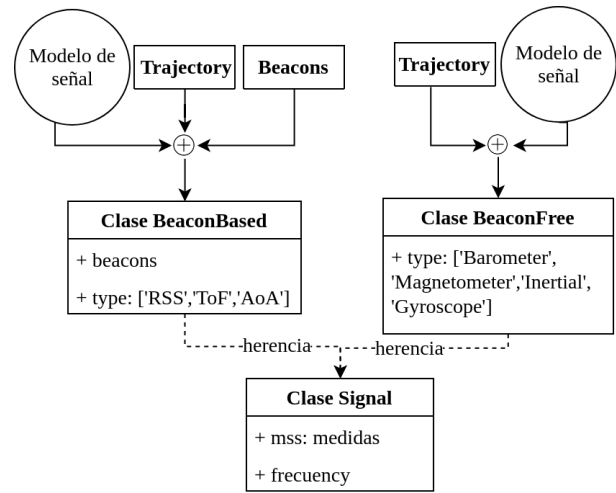 Modelo de
señal
Trajectory
Beacons
Trajectory
Modelo de
señal
Clase BeaconBased
+ beacons
+ type: ['RSS','ToF','AoA']
Clase BeaconFree
+ type: ['Barometer',
'Magnetometer','Inertial',
'Gyroscope']
herencia
herencia
Clase Signal
+ mss: medidas
+ frecuency